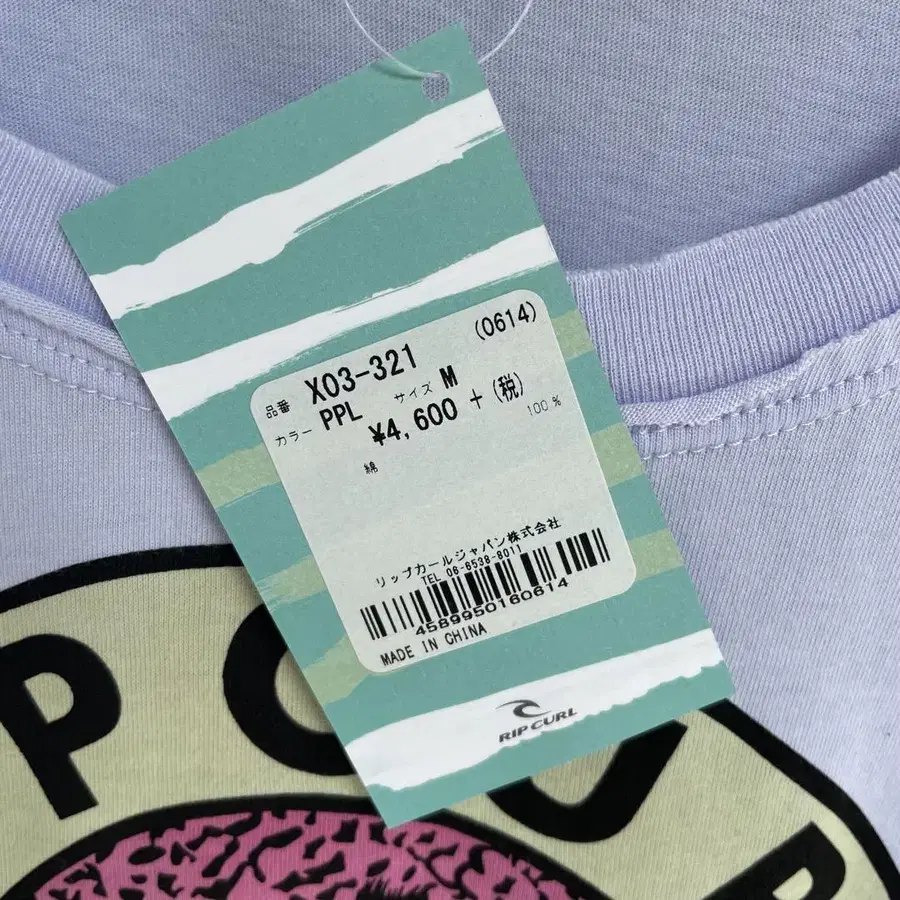 (0614)
品番 X03-321
カラー PPL サイズ M
¥4,600 + (税)
綿 100 %
リップカールジャパン株式会社
TEL 06-6538-8011
4589950160614
MADE IN CHINA
RIP CURL
P O U R